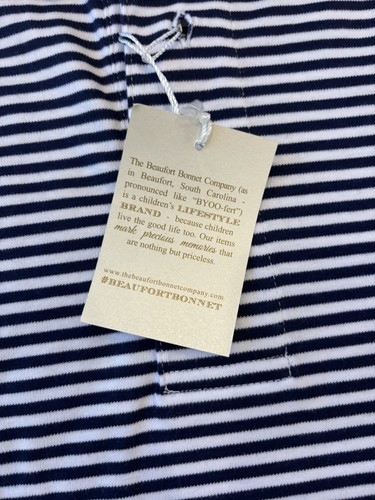 The Beaufort Bonnet Company (as
in Beaufort, South Carolina -
pronounced like "BYOO-fert")
is a children's LIFESTYLE
BRAND - because children
live the good life too. Our items
mark precious memories that
are nothing but priceless.
www.thebeaufortbonnetcompany.com
#BEAUFORTBONNET